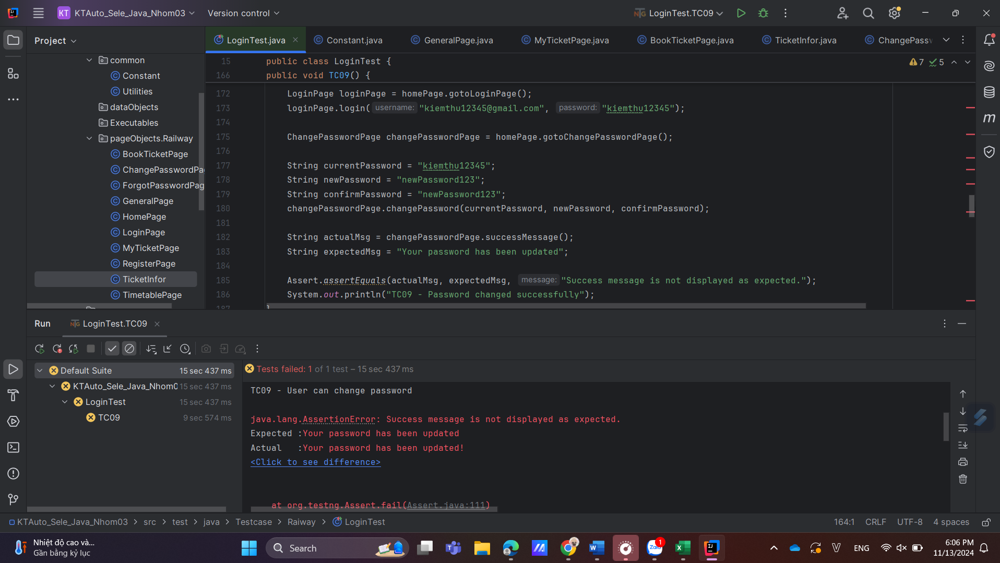 KT KTAuto_Sele_Java_Nhom03 Version control LoginTest.TC09
Project LoginTest.java Constant.java GeneralPage.java MyTicketPage.java BookTicketPage.java TicketInfor.java ChangePassw
common
Constant
Utilities
dataObjects
Executables
pageObjects.Railway
BookTicketPage
ChangePasswordPa
ForgotPasswordPag
GeneralPage
HomePage
LoginPage
MyTicketPage
RegisterPage
TicketInfor
TimetablePage
7 5
15 public class LoginTest {
166 public void TC09() {
172 LoginPage loginPage = homePage.gotoLoginPage();
173 loginPage.login( username: "kiemthu12345@gmail.com", password: "kiemthu12345");
174
175 ChangePasswordPage changePasswordPage = homePage.gotoChangePasswordPage();
176
177 String currentPassword = "kiemthu12345";
178 String newPassword = "newPassword123";
179 String confirmPassword = "newPassword123";
180 changePasswordPage.changePassword(currentPassword, newPassword, confirmPassword);
181
182 String actualMsg = changePasswordPage.successMessage();
183 String expectedMsg = "Your password has been updated";
184
185 Assert.assertEquals(actualMsg, expectedMsg, message: "Success message is not displayed as expected.");
186 System.out.println("TC09 - Password changed successfully");
187 }
Run LoginTest.TC09
Default Suite 15 sec 437 ms
KTAuto_Sele_Java_Nhom0 15 sec 437 ms
LoginTest 15 sec 437 ms
TC09 9 sec 574 ms
Tests failed: 1 of 1 test – 15 sec 437 ms
TC09 - User can change password
java.lang.AssertionError: Success message is not displayed as expected.
Expected :Your password has been updated
Actual :Your password has been updated!
<Click to see difference>
at org.testng.Assert.fail(Assert.java:111)
KTAuto_Sele_Java_Nhom03 > src > test > java > Testcase > Raiway > LoginTest 164:1 CRLF UTF-8 4 spaces
Nhiệt độ cao và...
Gần bằng kỷ lục
Search
Zalo 1
ENG
6:06 PM
11/13/2024